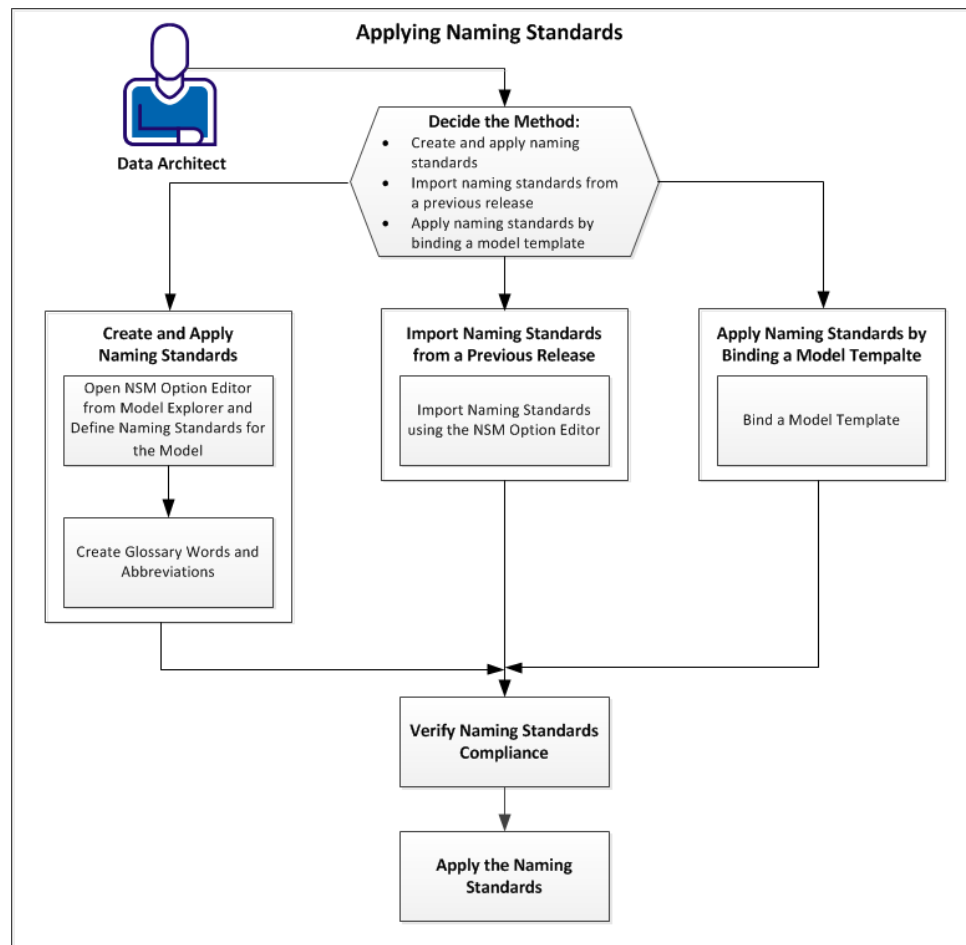 Applying Naming Standards
Data Architect
Decide the Method:
• Create and apply naming
standards
• Import naming standards from
a previous release
• Apply naming standards by
binding a model template
Create and Apply
Naming Standards
Open NSM Option Editor
from Model Explorer and
Define Naming Standards for
the Model
Create Glossary Words and
Abbreviations
Import Naming Standards
from a Previous Release
Import Naming Standards
using the NSM Option Editor
Apply Naming Standards by
Binding a Model Tempalte
Bind a Model Template
Verify Naming Standards
Compliance
Apply the Naming
Standards